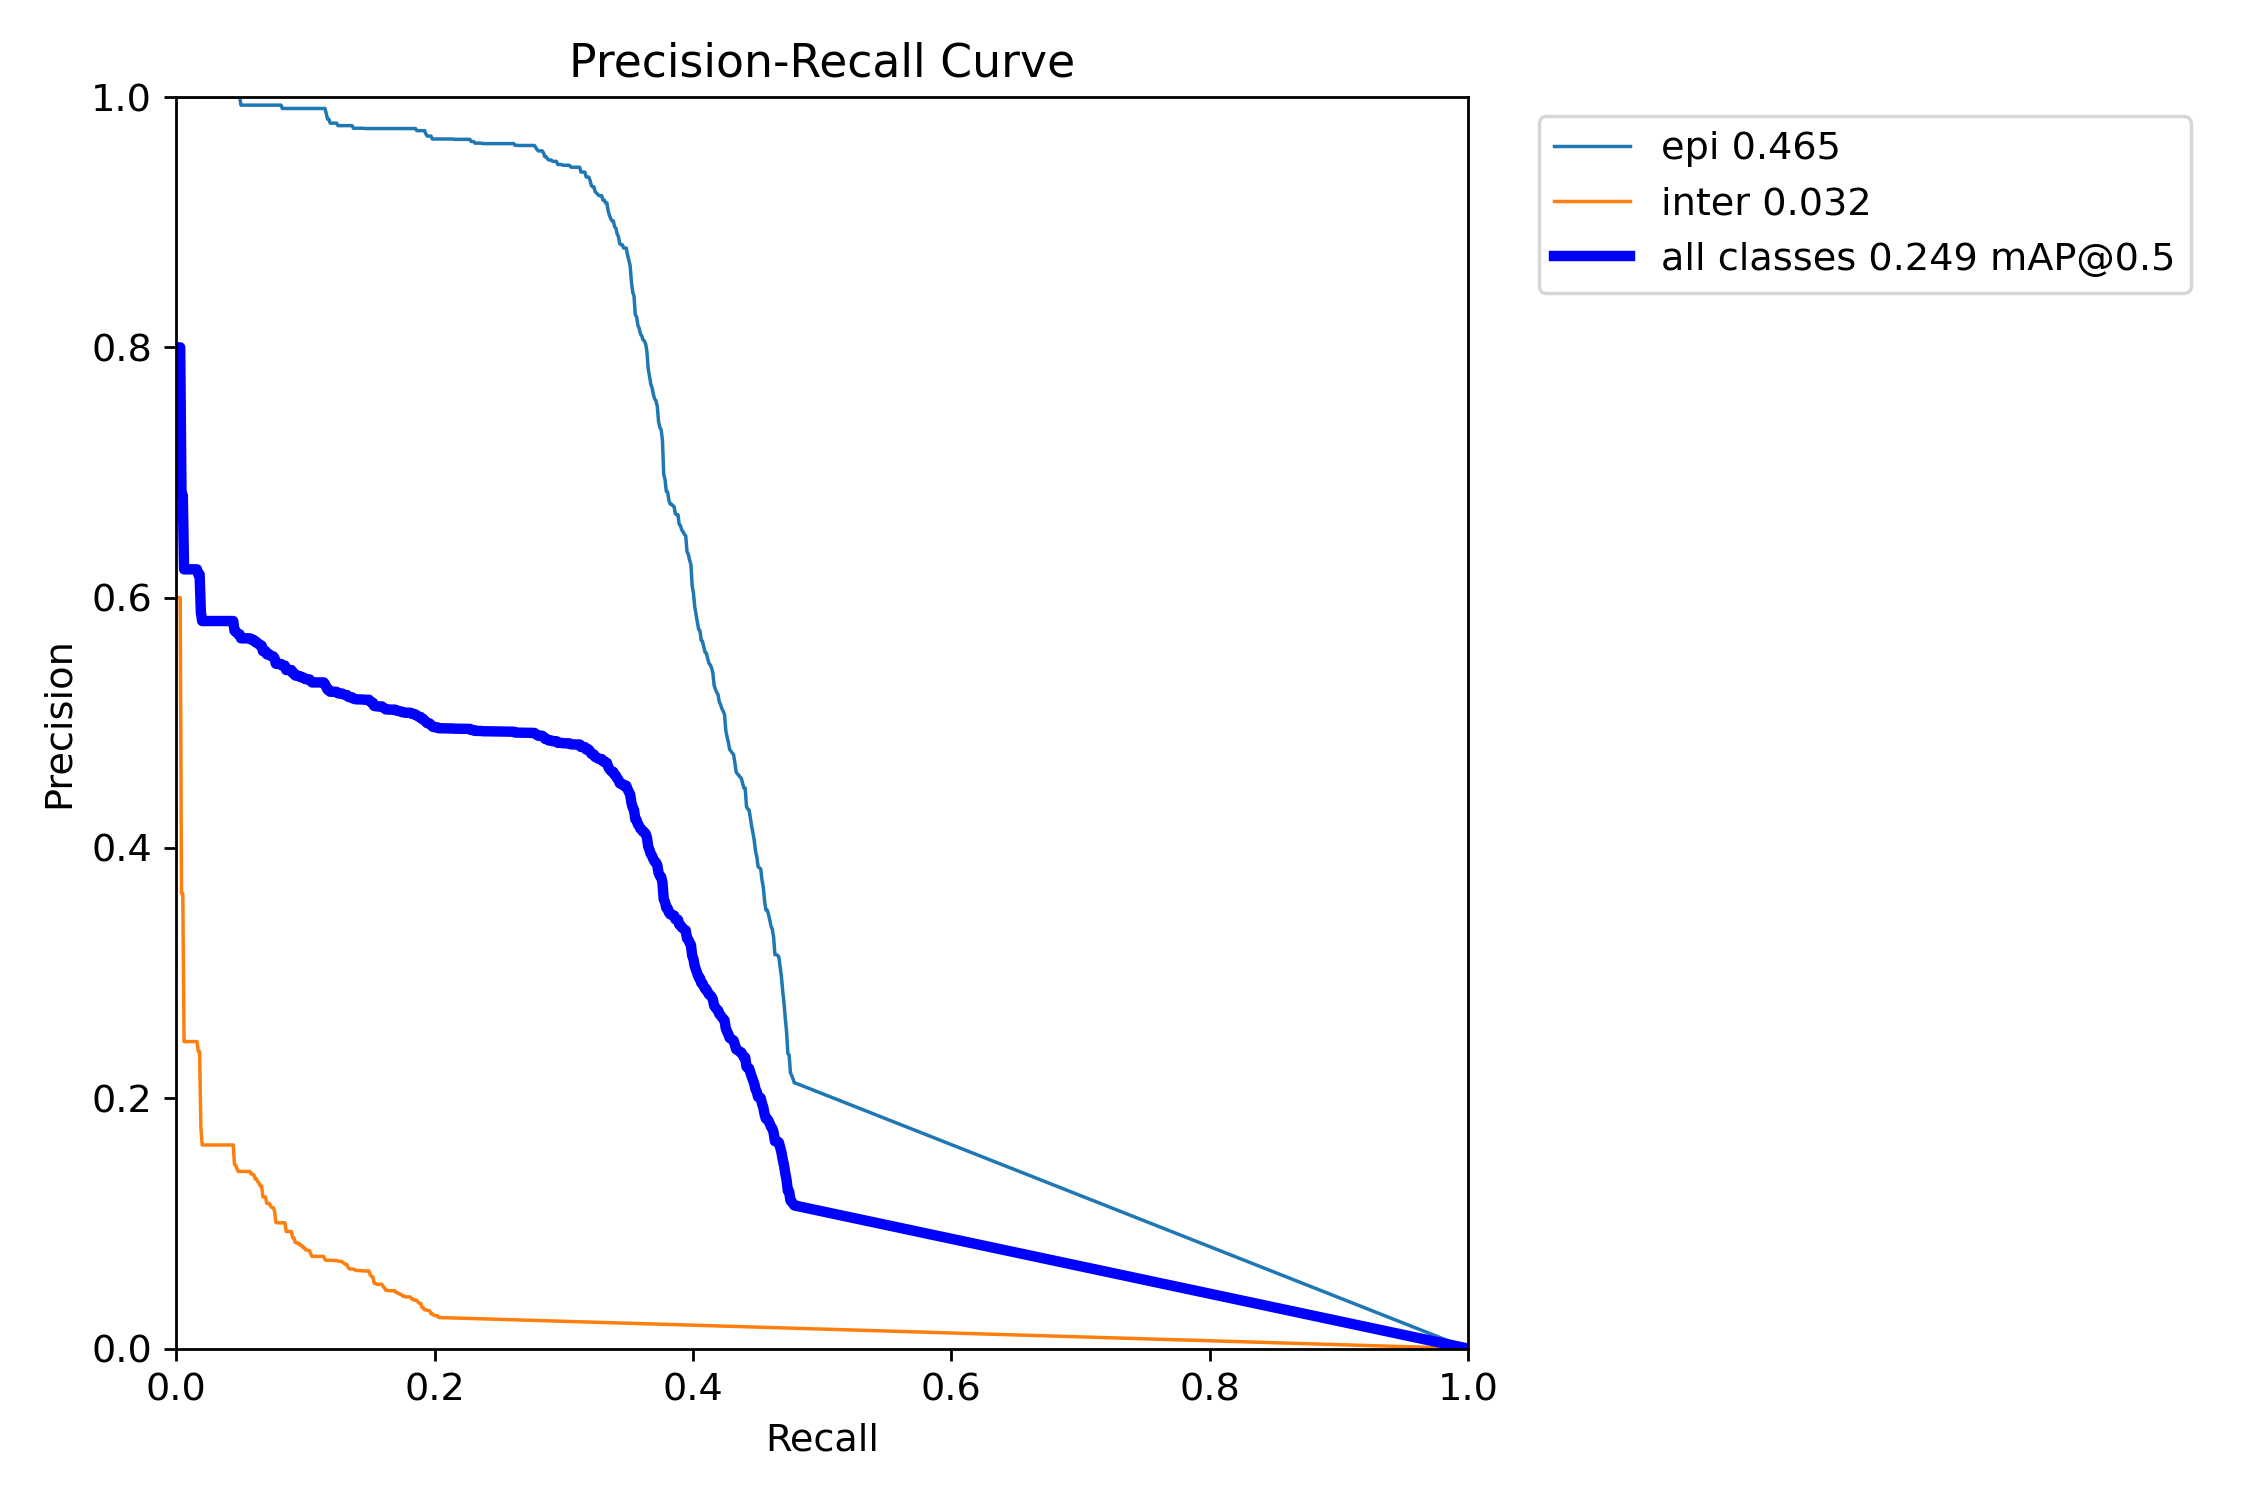 Precision-Recall Curve
1.0
0.8
0.6
0.4
0.2
0.0
Precision
0.0 0.2 0.4 0.6 0.8 1.0
Recall
epi 0.465
inter 0.032
all classes 0.249 mAP@0.5